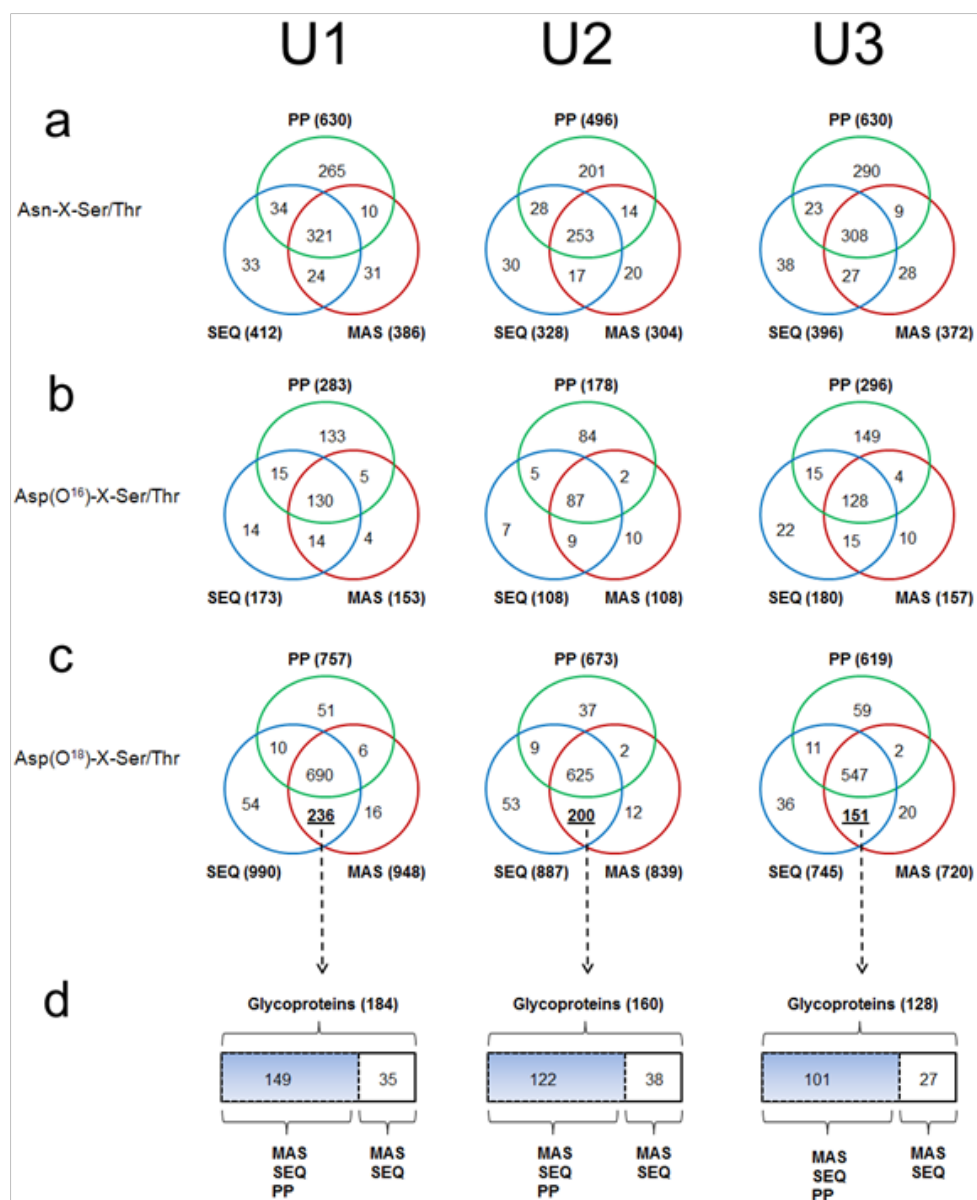 U1 U2 U3
a
PP (630) PP (496) PP (630)
265 201 290
Asn-X-Ser/Thr
34 10 28 14 23 9
321 253 308
33 24 31 30 17 20 38 27 28
SEQ (412) MAS (386) SEQ (328) MAS (304) SEQ (396) MAS (372)
b
PP (283) PP (178) PP (296)
133 84 149
Asp(O¹⁶)-X-Ser/Thr
15 5 5 2 15 4
130 87 128
14 14 4 7 9 10 22 15 10
SEQ (173) MAS (153) SEQ (108) MAS (108) SEQ (180) MAS (157)
c
PP (757) PP (673) PP (619)
51 37 59
Asp(O¹⁸)-X-Ser/Thr
10 6 9 2 11 2
690 625 547
54 236 16 53 200 12 36 151 20
SEQ (990) MAS (948) SEQ (887) MAS (839) SEQ (745) MAS (720)
d
Glycoproteins (184) Glycoproteins (160) Glycoproteins (128)
149 35 122 38 101 27
MAS MAS MAS MAS MAS MAS
SEQ SEQ SEQ SEQ SEQ SEQ
PP PP PP